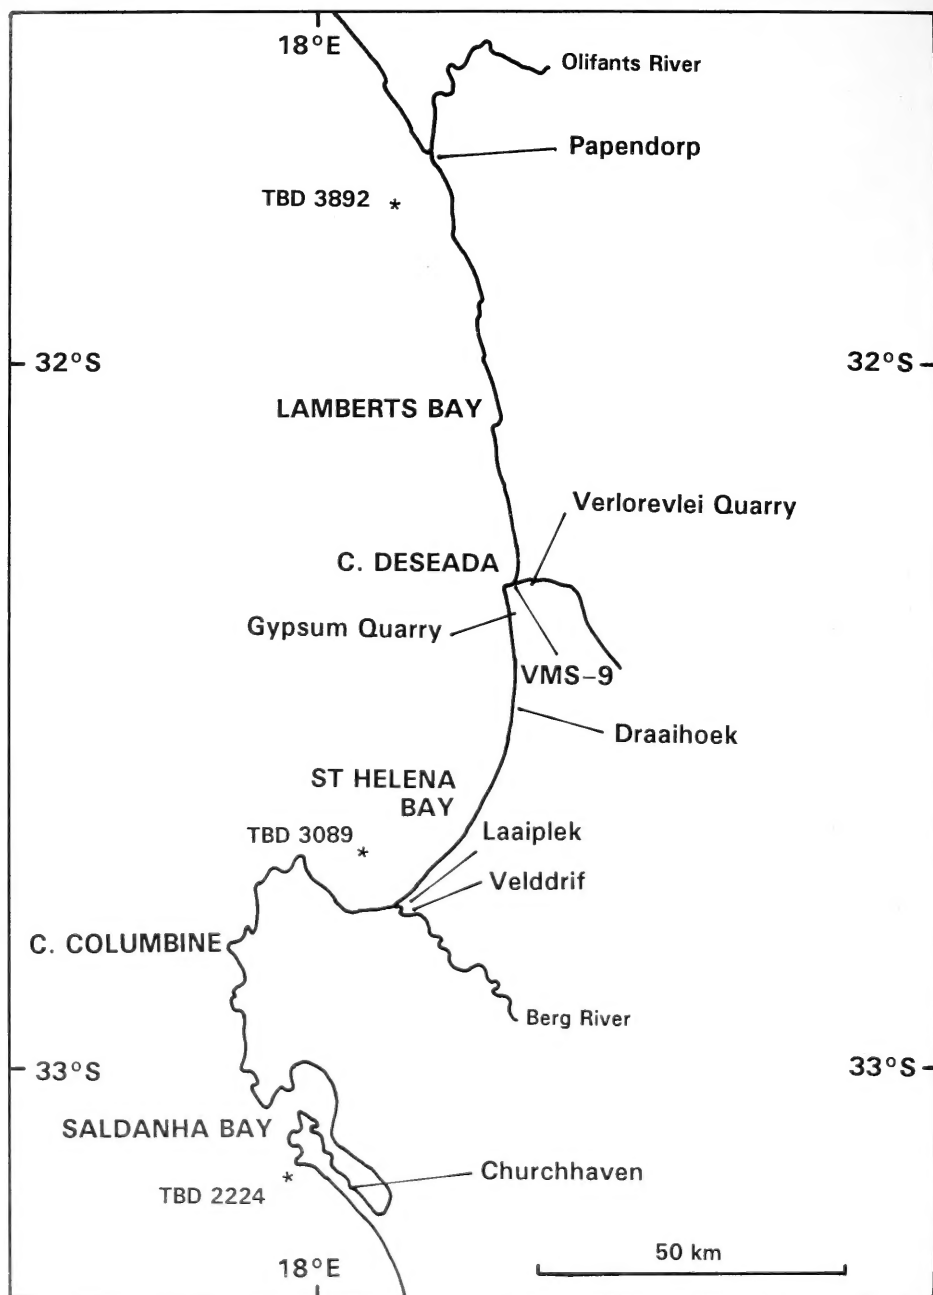 18°E
Olifants River
Papendorp
TBD 3892 *
32°S
32°S
LAMBERTS BAY
Verlorevlei Quarry
C. DESEADA
Gypsum Quarry
VMS-9
Draaihoek
ST HELENA
BAY
TBD 3089 *
Laaiplek
Velddrif
C. COLUMBINE
Berg River
33°S
33°S
SALDANHA BAY
Churchhaven
TBD 2224 *
50 km
18°E